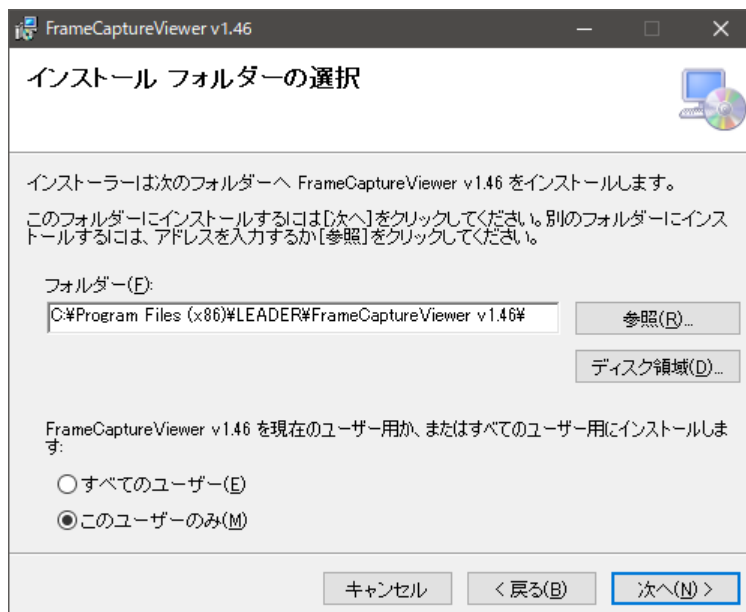 FrameCaptureViewer v1.46
インストール フォルダーの選択
インストーラーは次のフォルダーへ FrameCaptureViewer v1.46 をインストールします。
このフォルダーにインストールするには[次へ]をクリックしてください。別のフォルダーにインス
トールするには、アドレスを入力するか[参照]をクリックしてください。
フォルダー(F):
C:¥Program Files (x86)¥LEADER¥FrameCaptureViewer v1.46¥
参照(R)...
ディスク領域(D)...
FrameCaptureViewer v1.46 を現在のユーザー用か、またはすべてのユーザー用にインストールしま
す:
すべてのユーザー(E)
このユーザーのみ(M)
キャンセル
< 戻る(B)
次へ(N) >